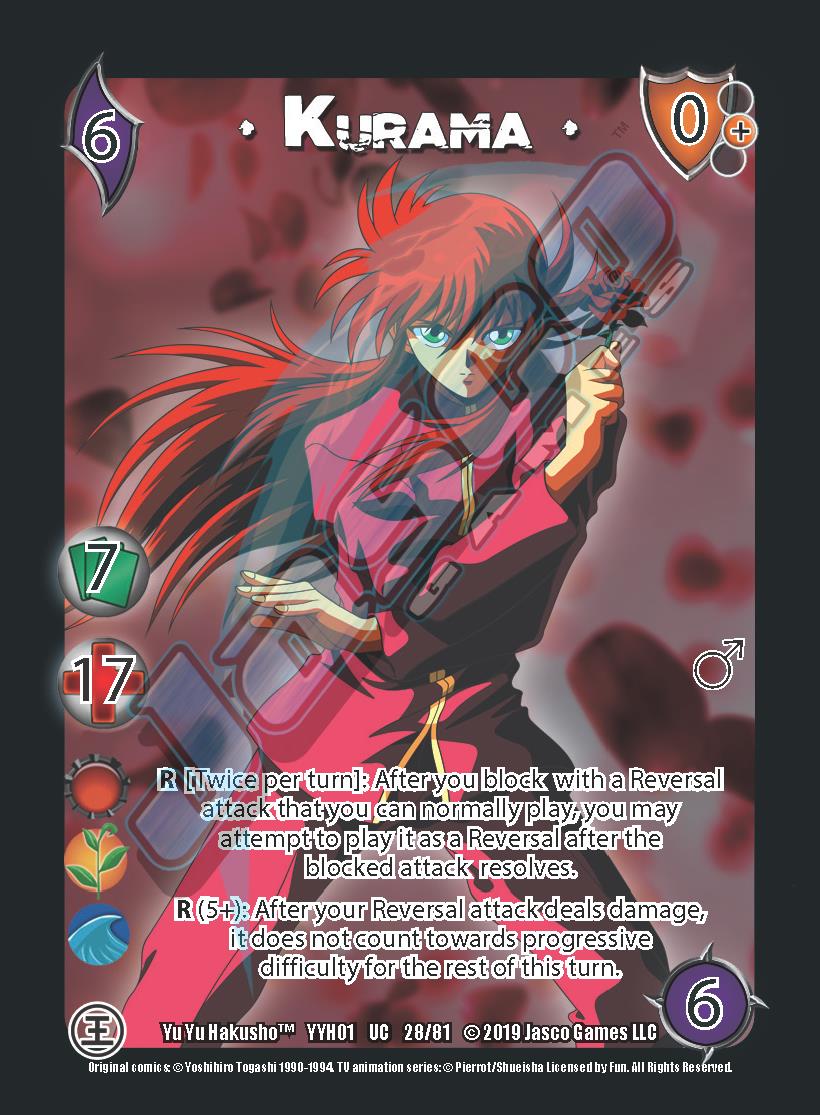 6
KURAMA
™
0
+
7
17
R [Twice per turn]: After you block with a Reversal
attack that you can normally play, you may
attempt to play it as a Reversal after the
blocked attack resolves.
R (5+): After your Reversal attack deals damage,
it does not count towards progressive
difficulty for the rest of this turn.
6
Yu Yu Hakusho™ YYH01 UC 28/81 ©2019 Jasco Games LLC
Original comics: © Yoshihiro Togashi 1990-1994. TV animation series: © Pierrot/Shueisha Licensed by Fun. All Rights Reserved.